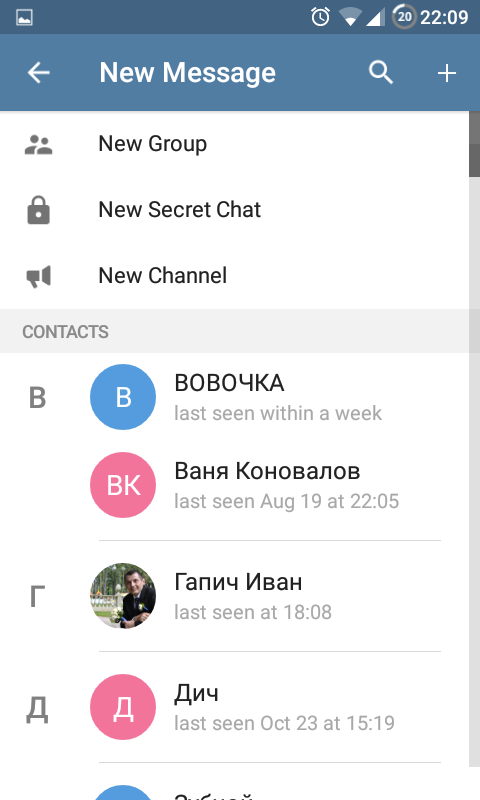 20 22:09
New Message
New Group
New Secret Chat
New Channel
CONTACTS
В
В
ВОВОЧКА
last seen within a week
ВК
Ваня Коновалов
last seen Aug 19 at 22:05
Г
Гапич Иван
last seen at 18:08
Д
Д
Дич
last seen Oct 23 at 15:19